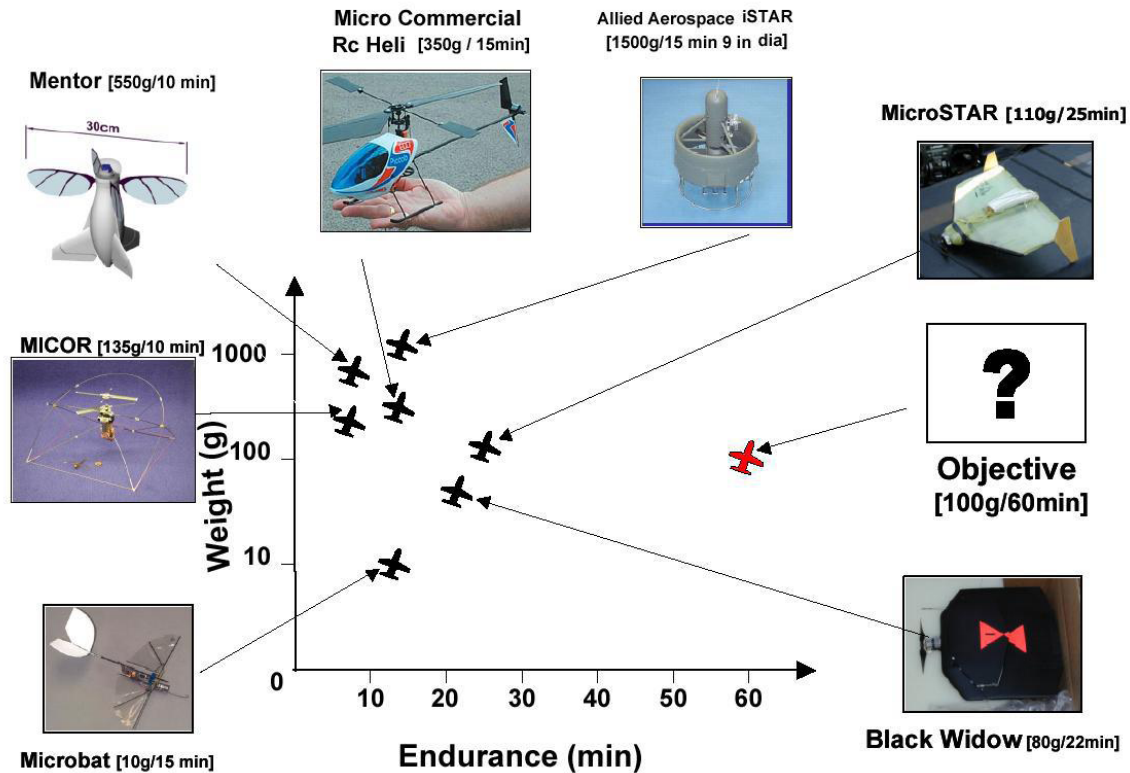 Micro Commercial
Rc Heli [350g / 15min]
Allied Aerospace iSTAR
[1500g/15 min 9 in dia]
Mentor [550g/10 min]
30cm
MicroSTAR [110g/25min]
MICOR [135g/10 min]
1000
100
10
0
Weight (g)
?
Objective
[100g/60min]
10 20 30 40 50 60
Endurance (min)
Microbat [10g/15 min]
Black Widow [80g/22min]